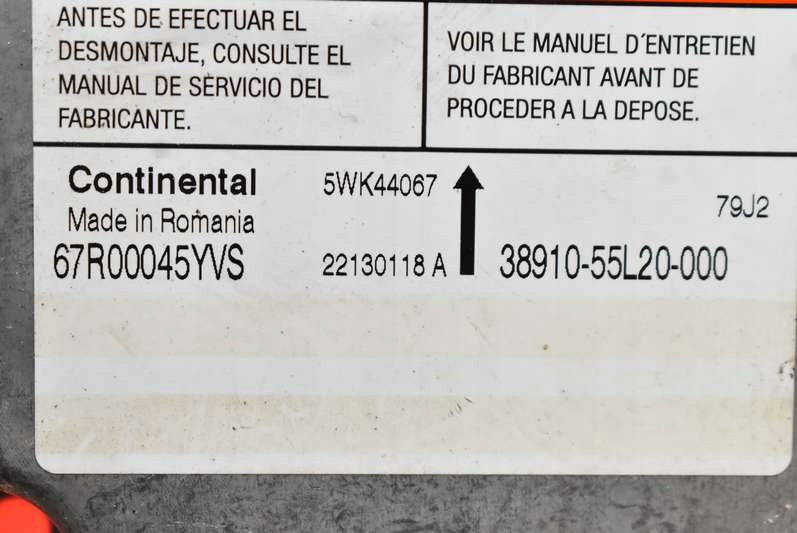 ANTES DE EFECTUAR EL
DESMONTAJE, CONSULTE EL
MANUAL DE SERVICIO DEL
FABRICANTE.
VOIR LE MANUEL D´ENTRETIEN
DU FABRICANT AVANT DE
PROCEDER A LA DEPOSE.
Continental
Made in Romania
67R00045YVS
5WK44067
22130118 A
79J2
38910-55L20-000